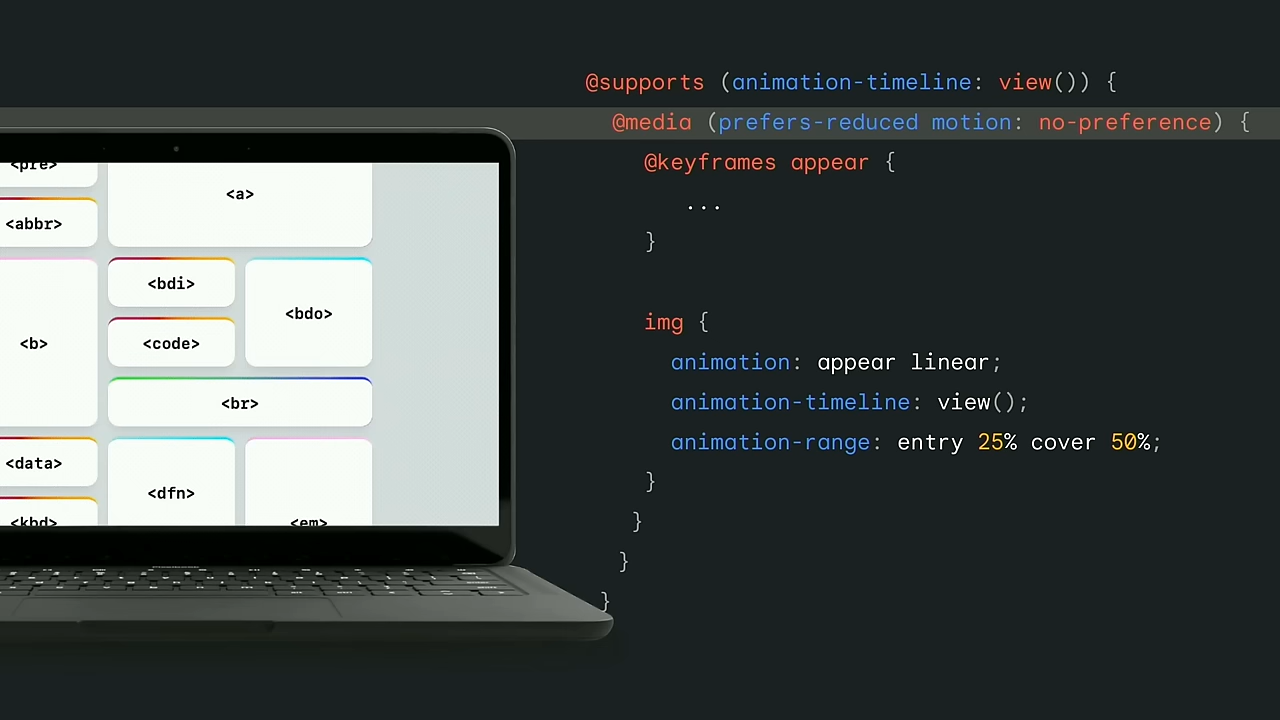 @supports (animation-timeline: view()) {
@media (prefers-reduced motion: no-preference) {
@keyframes appear {
...
}
img {
animation: appear linear;
animation-timeline: view();
animation-range: entry 25% cover 50%;
}
}
}
}
<pre>
<a>
<abbr>
<bdi>
<bdo>
<b>
<code>
<br>
<data>
<dfn>
<kbd>
<em>